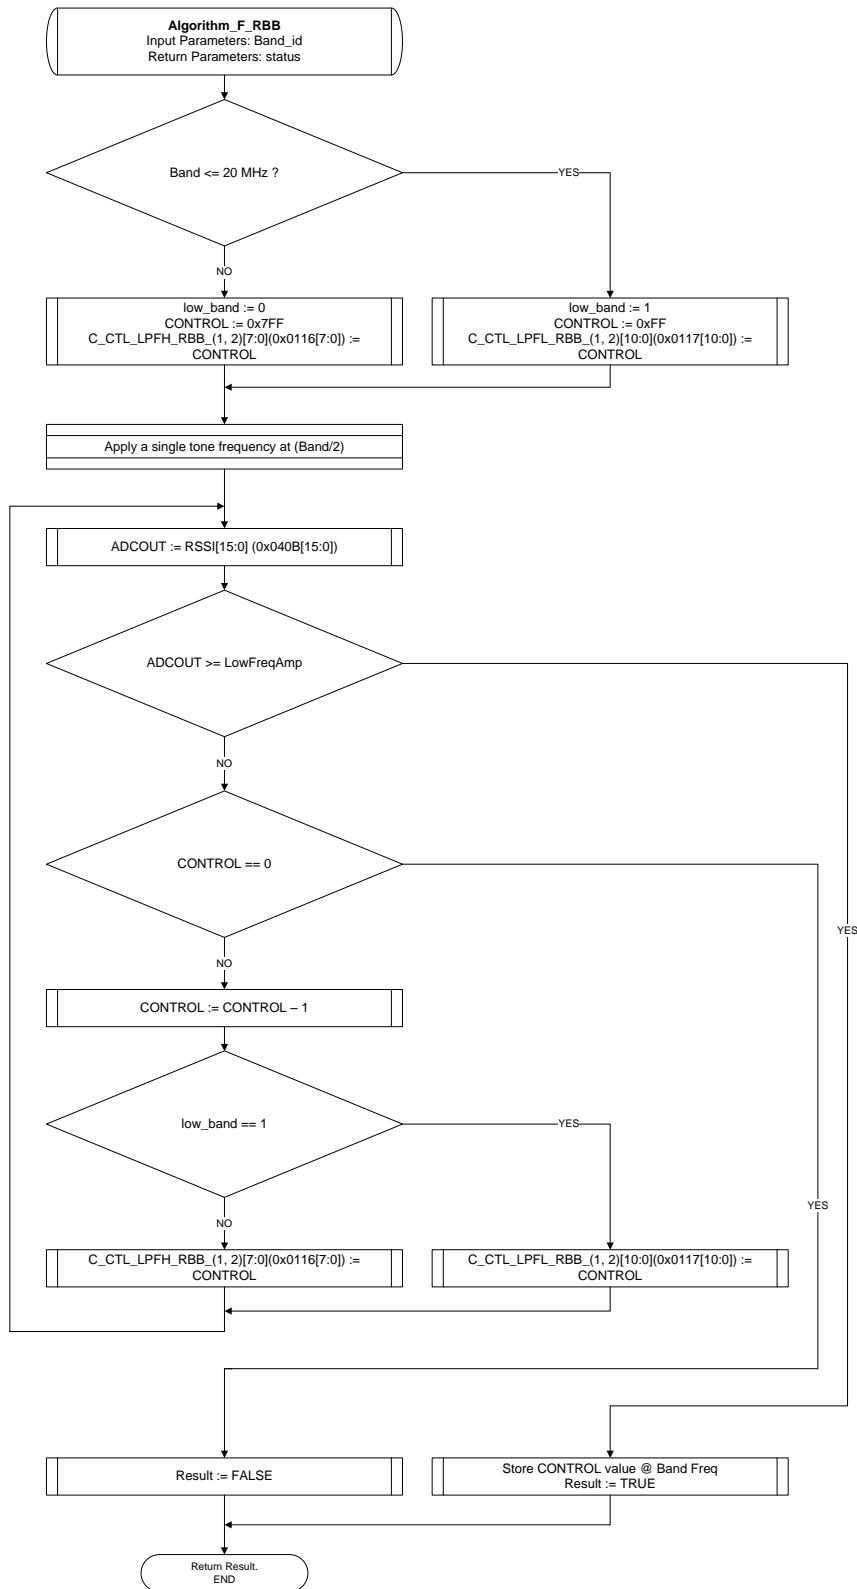 Algorithm_F_RBB
Input Parameters: Band_id
Return Parameters: status
Band <= 20 MHz ?
YES
NO
low_band := 0
CONTROL := 0x7FF
C_CTL_LPFH_RBB_(1, 2)[7:0](0x0116[7:0]) :=
CONTROL
low_band := 1
CONTROL := 0xFF
C_CTL_LPFL_RBB_(1, 2)[10:0](0x0117[10:0]) :=
CONTROL
Apply a single tone frequency at (Band/2)
ADCOUT := RSSI[15:0] (0x040B[15:0])
ADCOUT >= LowFreqAmp
NO
CONTROL == 0
YES
NO
CONTROL := CONTROL – 1
low_band == 1
YES
YES
NO
C_CTL_LPFH_RBB_(1, 2)[7:0](0x0116[7:0]) :=
CONTROL
C_CTL_LPFL_RBB_(1, 2)[10:0](0x0117[10:0]) :=
CONTROL
Result := FALSE
Store CONTROL value @ Band Freq
Result := TRUE
Return Result.
END